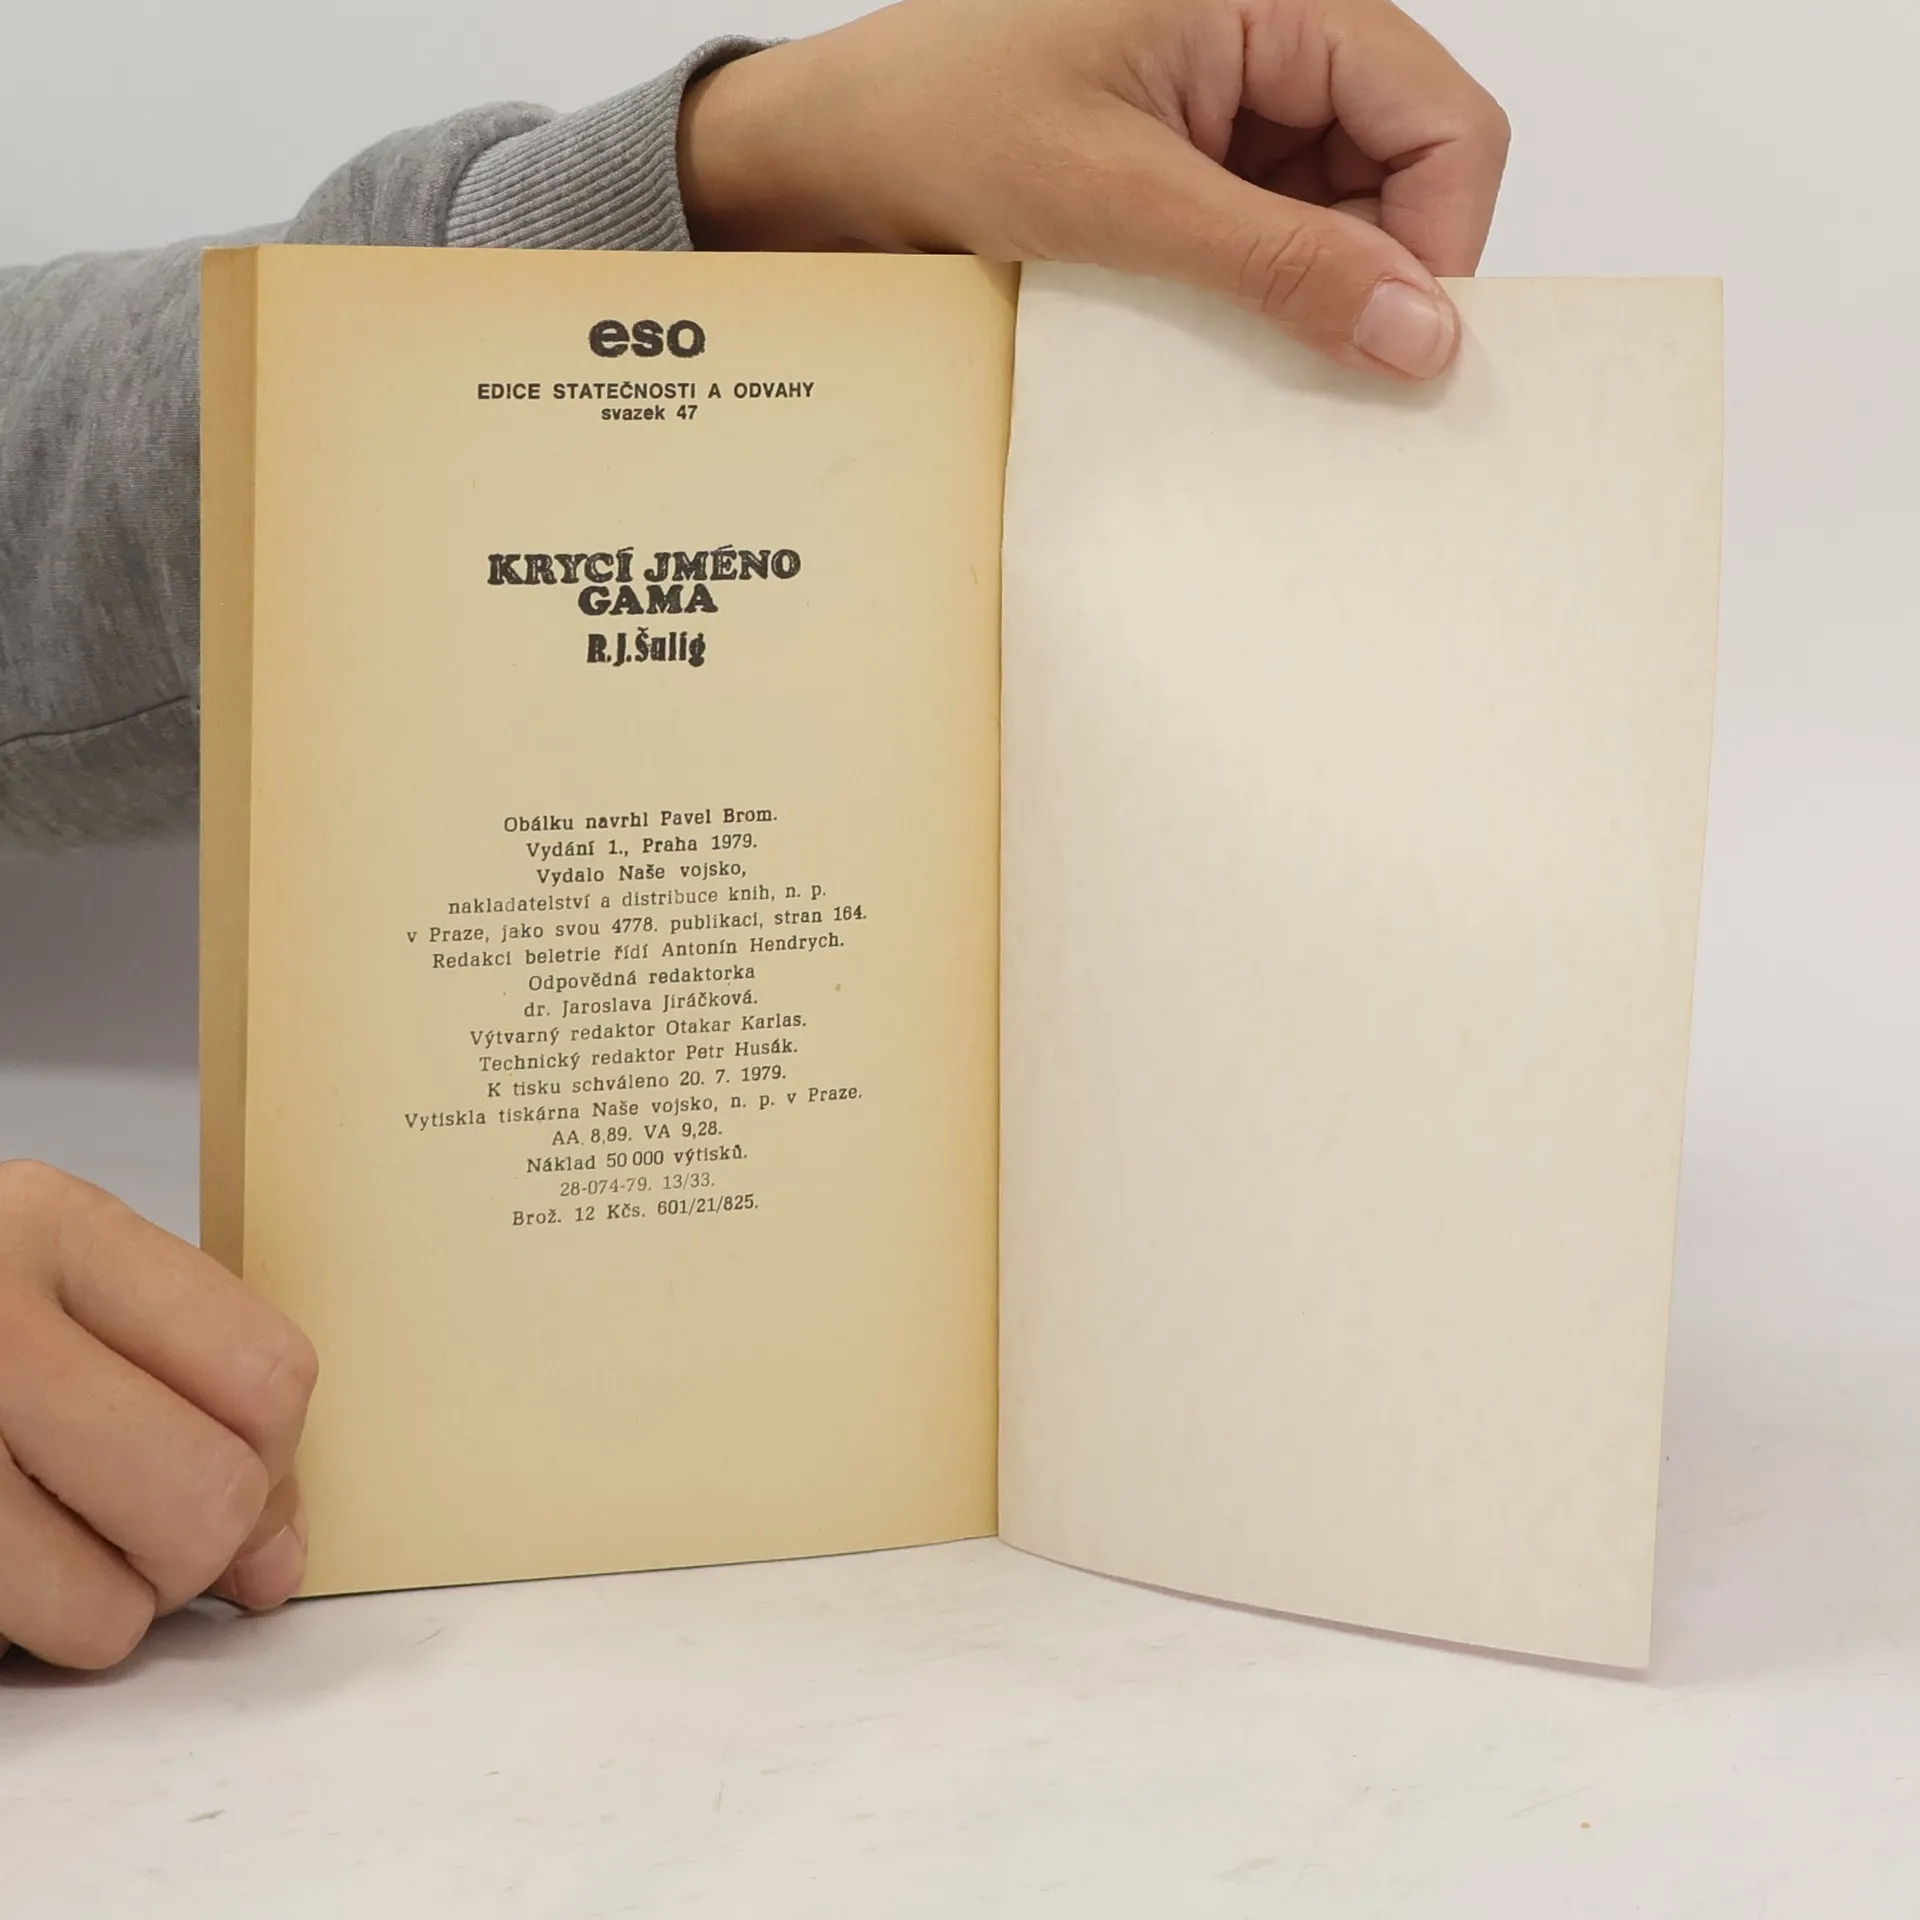 eso
EDICE STATEČNOSTI A ODVAHY
svazek 47
KRYCÍ JMÉNO
GAMA
R.J.Šulig
Obálku navrhl Pavel Brom.
Vydání 1., Praha 1979.
Vydalo Naše vojsko,
nakladatelství a distribuce knih, n. p.
v Praze, jako svou 4778. publikaci, stran 164.
Redakci beletrie řídí Antonín Hendrych.
Odpovědná redaktorka
dr. Jaroslava Jiráčková.
Výtvarný redaktor Otakar Karlas.
Technický redaktor Petr Husák.
K tisku schváleno 20. 7. 1979.
Vytiskla tiskárna Naše vojsko, n. p. v Praze.
AA 8,89. VA 9,28.
Náklad 50 000 výtisků.
28-074-79. 13/33.
Brož. 12 Kčs. 601/21/825.